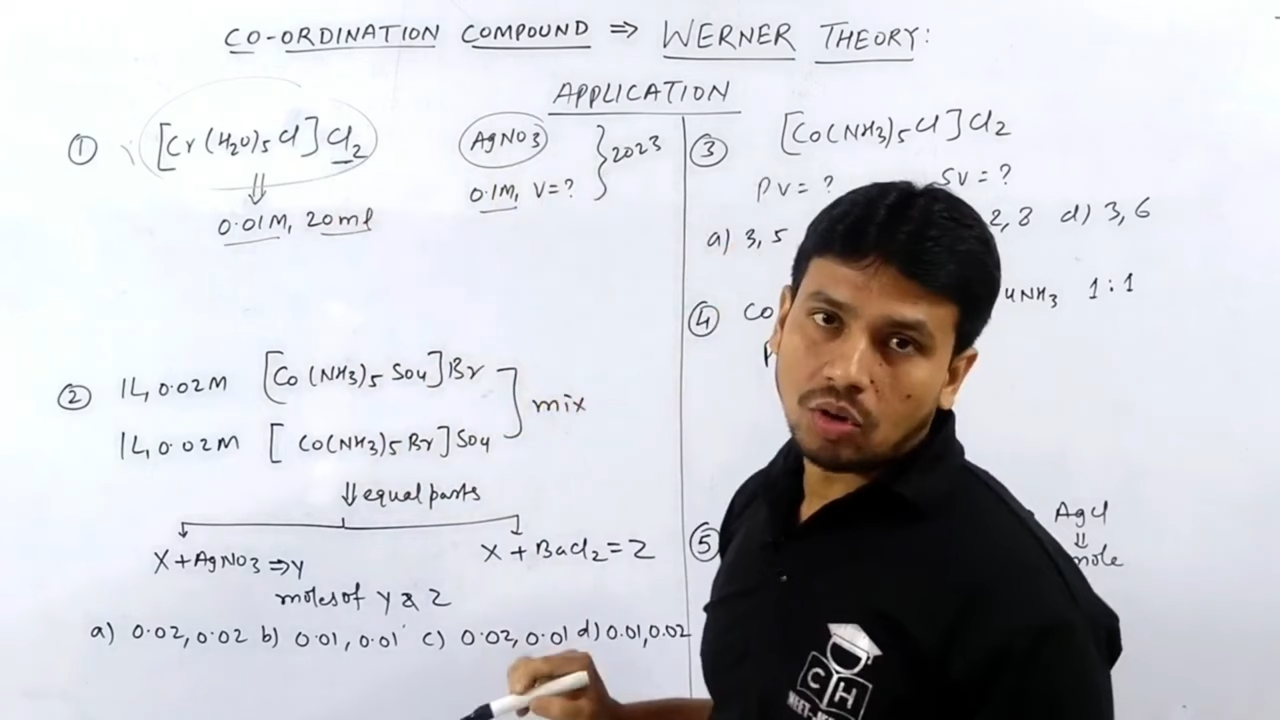 CO-ORDINATION COMPOUND ⇒ WERNER THEORY:
APPLICATION
① [Cr(H2O)5Cl]Cl2
⇓
0.01M, 20ml
AgNO3
0.1M, V=?
} 2023
② 1L 0.02M [Co(NH3)5SO4]Br
1L 0.02M [Co(NH3)5Br]SO4
] mix
⇓ equal parts
X+AgNO3 ⇒ Y
X+BaCl2 = Z
moles of Y & Z
a) 0.02, 0.02 b) 0.01, 0.01 c) 0.02, 0.01 d) 0.01, 0.02
③ [Co(NH3)5Cl]Cl2
PV = ? SV = ?
a) 3, 5 2, 8 d) 3, 6
④ CO 4NH3 1:1
P
⑤ AgCl
⇓
mole
CH
NEET-JEE